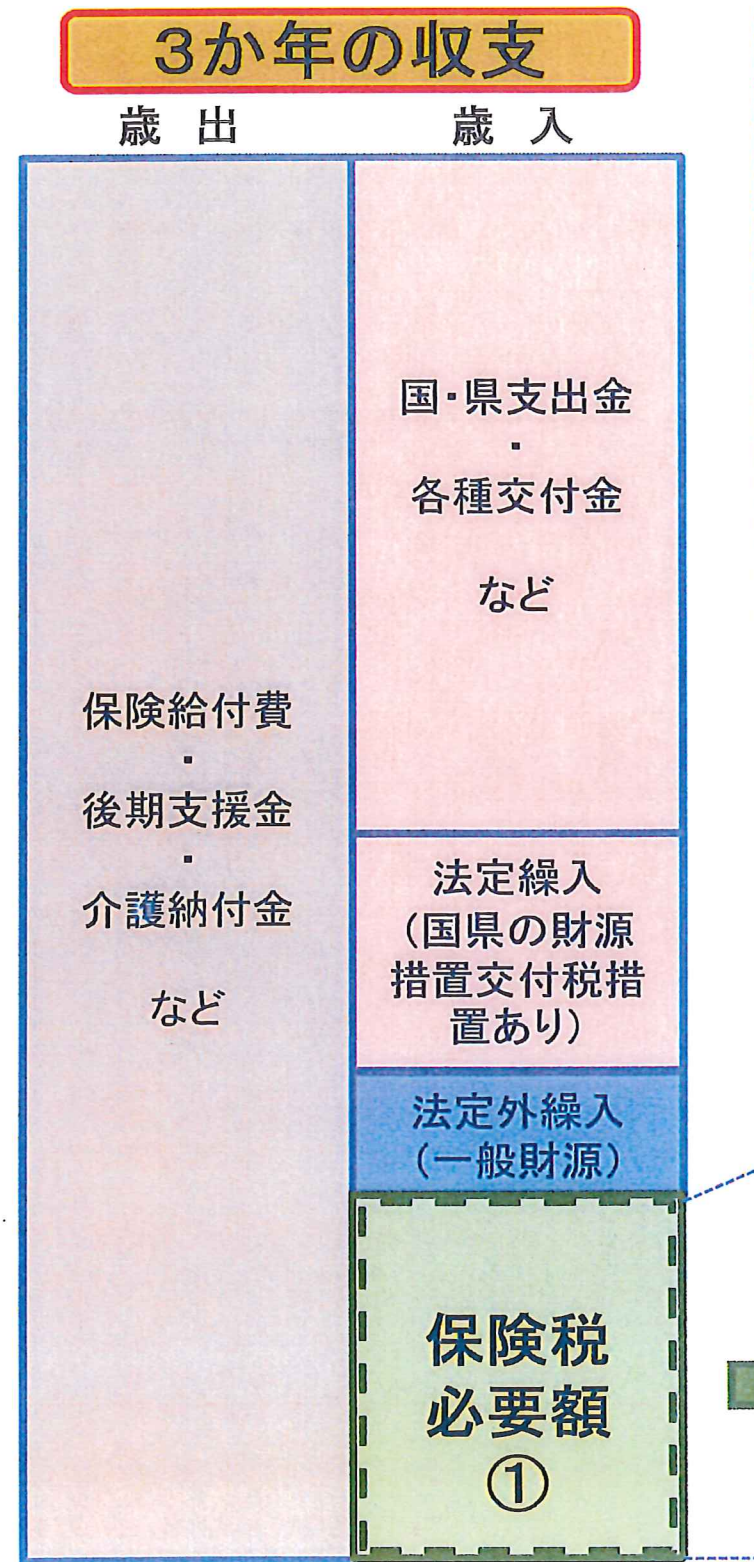 3か年の収支
歳出
歳入
保険給付費
・
後期支援金
・
介護納付金
など
国・県支出金
・
各種交付金
など
法定繰入
(国県の財源
措置交付税措
置あり)
法定外繰入
(一般財源)
保険税
必要額
①